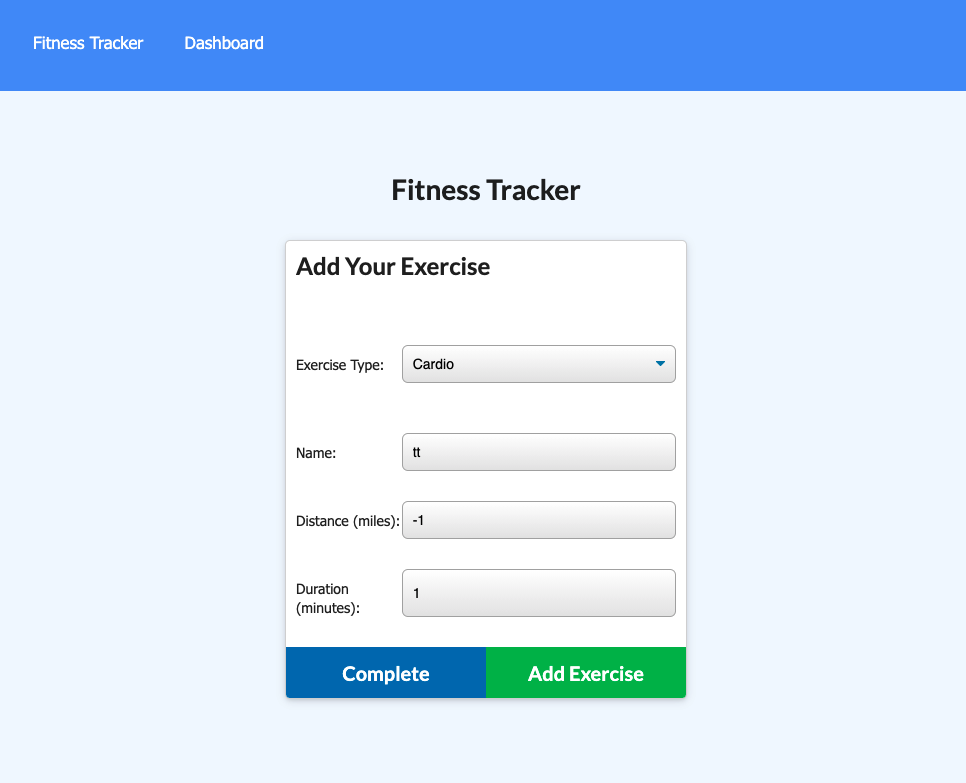 Fitness Tracker Dashboard
Fitness Tracker
Add Your Exercise
Exercise Type: Cardio
Name: tt
Distance (miles): -1
Duration (minutes): 1
Complete Add Exercise